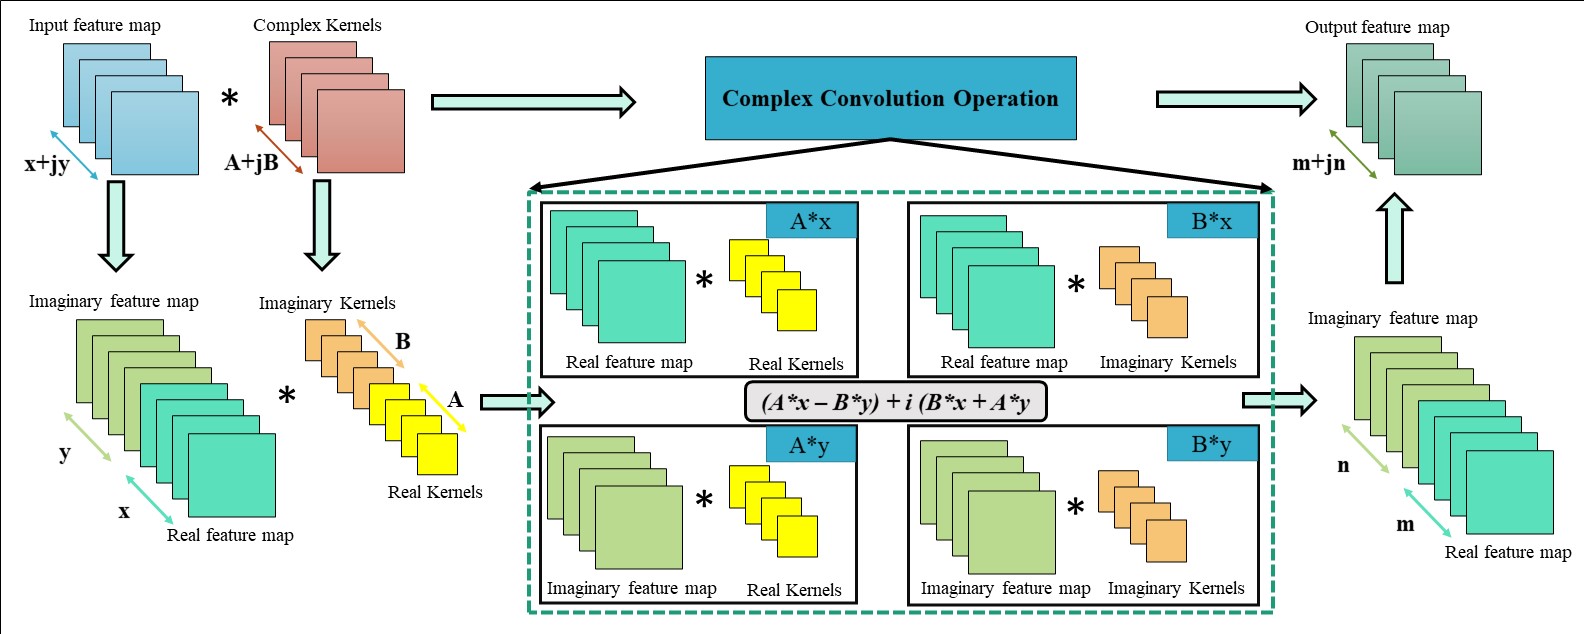 Input feature map
Complex Kernels
Output feature map
*
Complex Convolution Operation
x+jy
A+jB
m+jn
A*x
B*x
*
*
Real feature map
Real Kernels
Real feature map
Imaginary Kernels
Imaginary feature map
Imaginary Kernels
B
A
*
y
x
Real Kernels
Real feature map
(A*x – B*y) + i (B*x + A*y
A*y
B*y
*
*
Imaginary feature map
Real Kernels
Imaginary feature map
Imaginary Kernels
Imaginary feature map
n
m
Real feature map